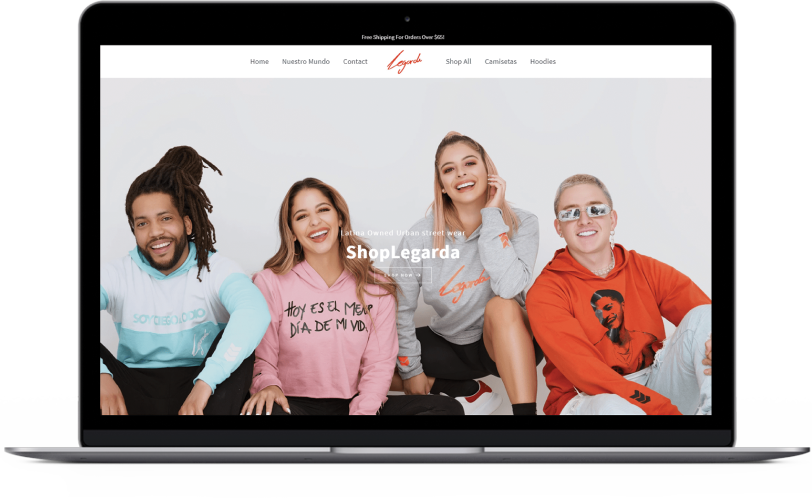 Free Shipping For Orders Over $65!
Home Nuestro Mundo Contact Legarda Shop All Camisetas Hoodies
Latina Owned Urban street wear
ShopLegarda
SHOP NOW →
Legarda
HOY ES EL MEJOR
DÍA DE MI VIDA